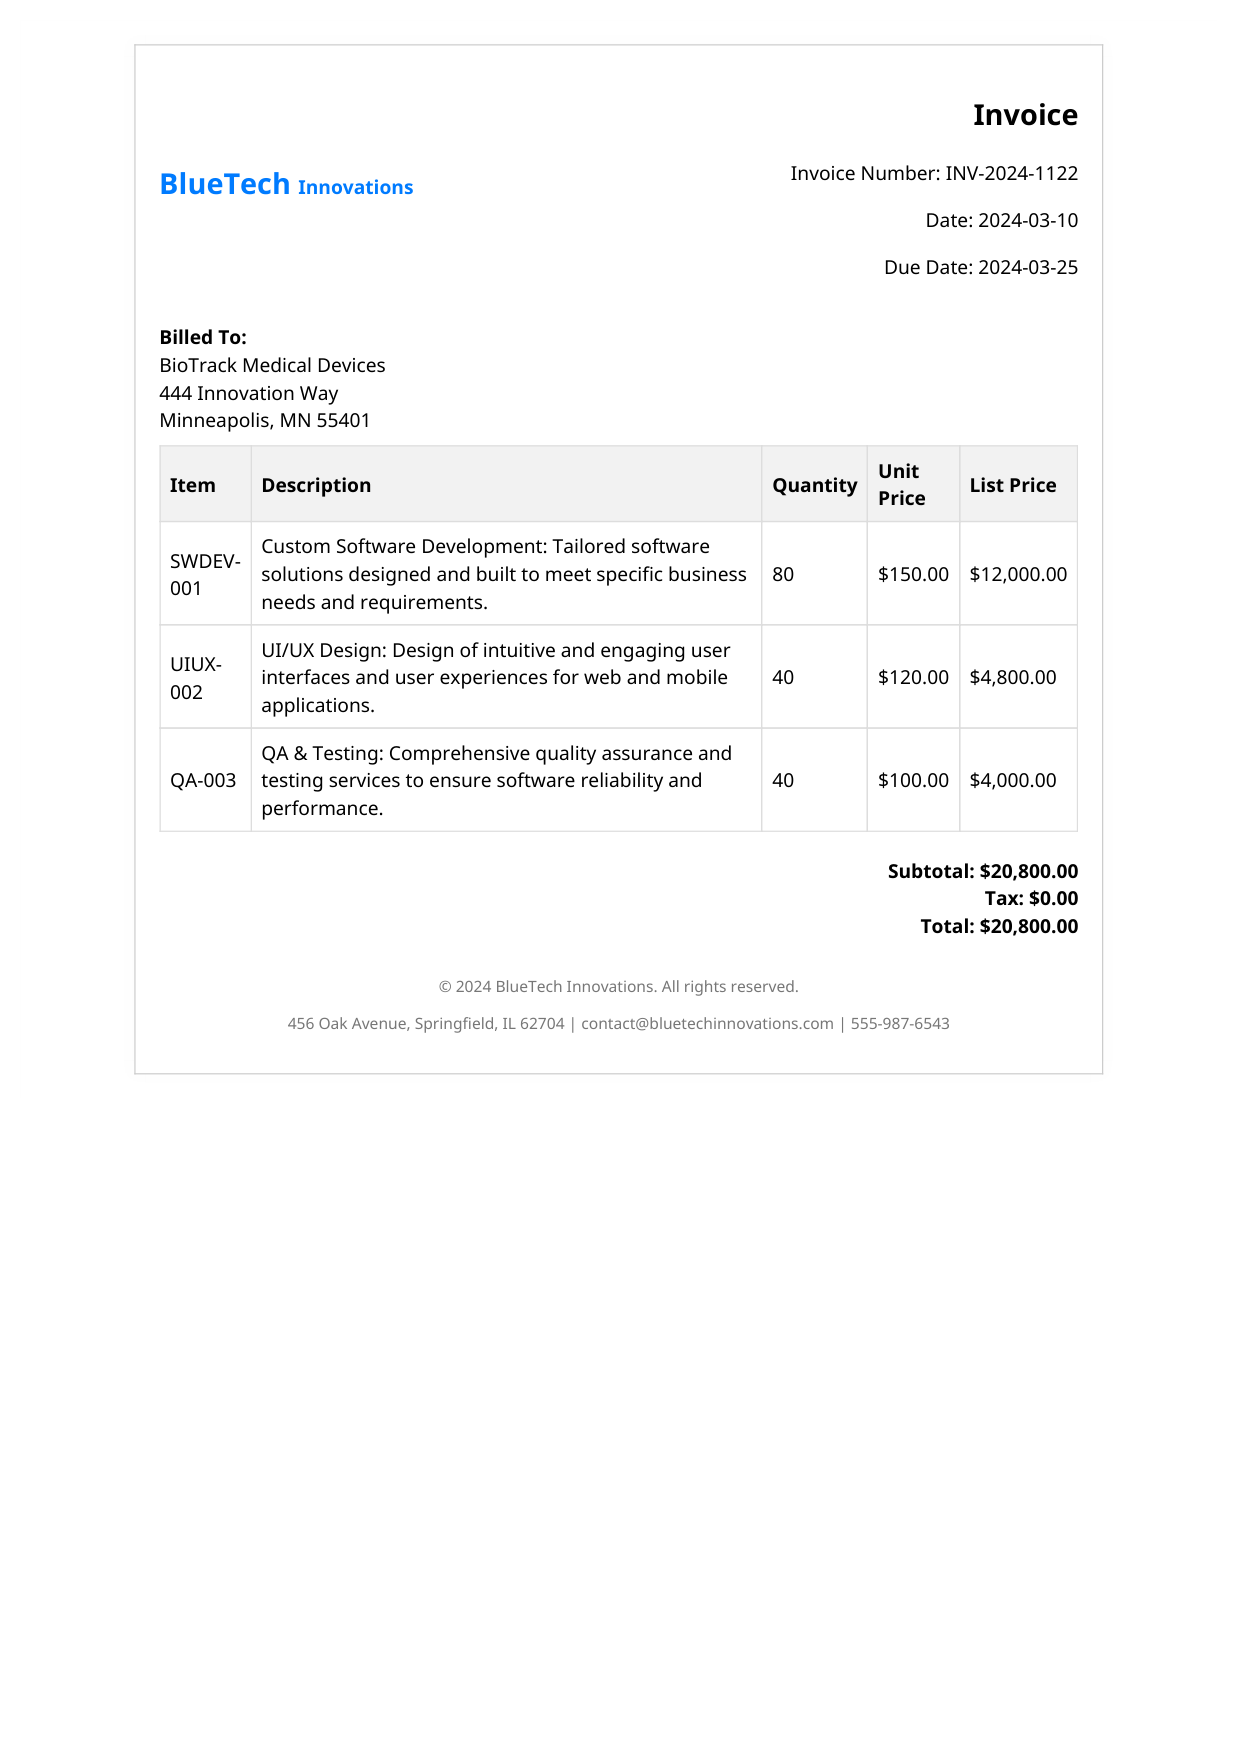 Invoice
BlueTech Innovations
Invoice Number: INV-2024-1122
Date: 2024-03-10
Due Date: 2024-03-25
Billed To:
BioTrack Medical Devices
444 Innovation Way
Minneapolis, MN 55401
Item Description Quantity Unit Price List Price
SWDEV-001 Custom Software Development: Tailored software
solutions designed and built to meet specific business
needs and requirements. 80 $150.00 $12,000.00
UIUX-002 UI/UX Design: Design of intuitive and engaging user
interfaces and user experiences for web and mobile
applications. 40 $120.00 $4,800.00
QA-003 QA & Testing: Comprehensive quality assurance and
testing services to ensure software reliability and
performance. 40 $100.00 $4,000.00
Subtotal: $20,800.00
Tax: $0.00
Total: $20,800.00
© 2024 BlueTech Innovations. All rights reserved.
456 Oak Avenue, Springfield, IL 62704 | contact@bluetechinnovations.com | 555-987-6543